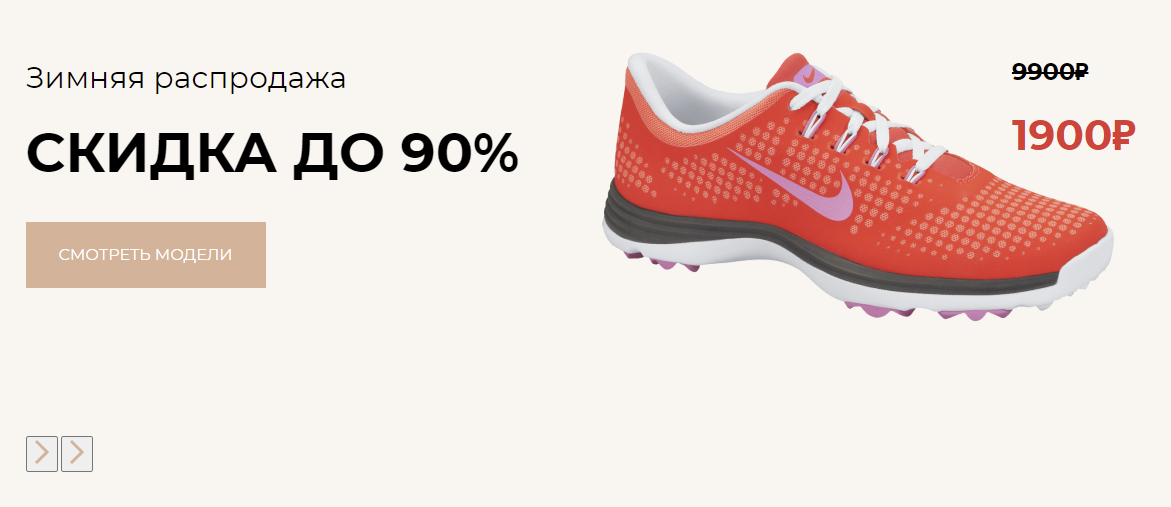 Зимняя распродажа
СКИДКА ДО 90%
СМОТРЕТЬ МОДЕЛИ
9900₽
1900₽